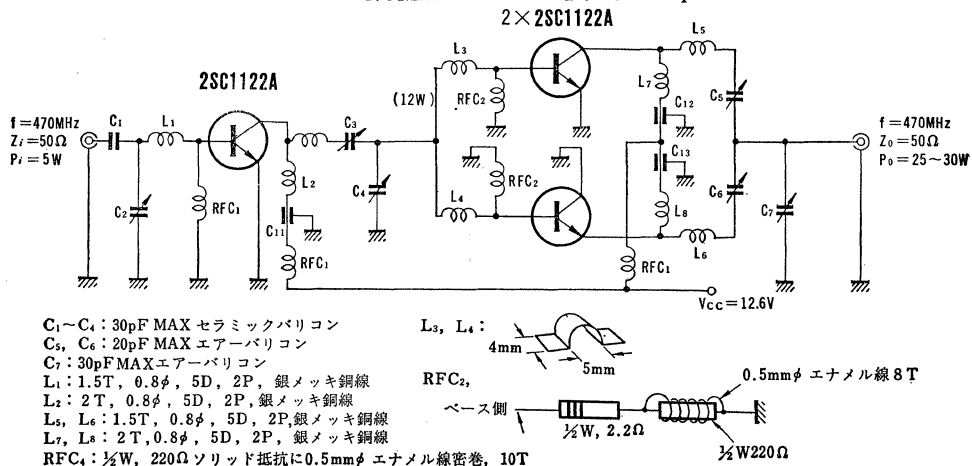 2×2SC1122A
2SC1122A
L3
L5
RFC2
(12W)
L7
C12
C5
f=470MHz
Zi=50Ω
Pi=5W
C1
L1
C3
C2
RFC1
L2
C4
C11
RFC1
RFC2
L4
C13
L8
C6
L6
RFC1
C7
f=470MHz
Zo=50Ω
Po=25~30W
Vcc=12.6V
C1~C4:30pF MAX セラミックバリコン
C5, C6:20pF MAX エアーバリコン
C7:30pF MAXエアーバリコン
L1:1.5T, 0.8φ, 5D, 2P, 銀メッキ銅線
L2:2T, 0.8φ, 5D, 2P, 銀メッキ銅線
L5, L6:1.5T, 0.8φ, 5D, 2P, 銀メッキ銅線
L7, L8:2T, 0.8φ, 5D, 2P, 銀メッキ銅線
RFC4:½W, 220Ωソリッド抵抗に0.5mmφ エナメル線密巻, 10T
L3, L4:
4mm
5mm
RFC2,
0.5mmφ エナメル線8T
ベース側
½W, 2.2Ω
½W220Ω